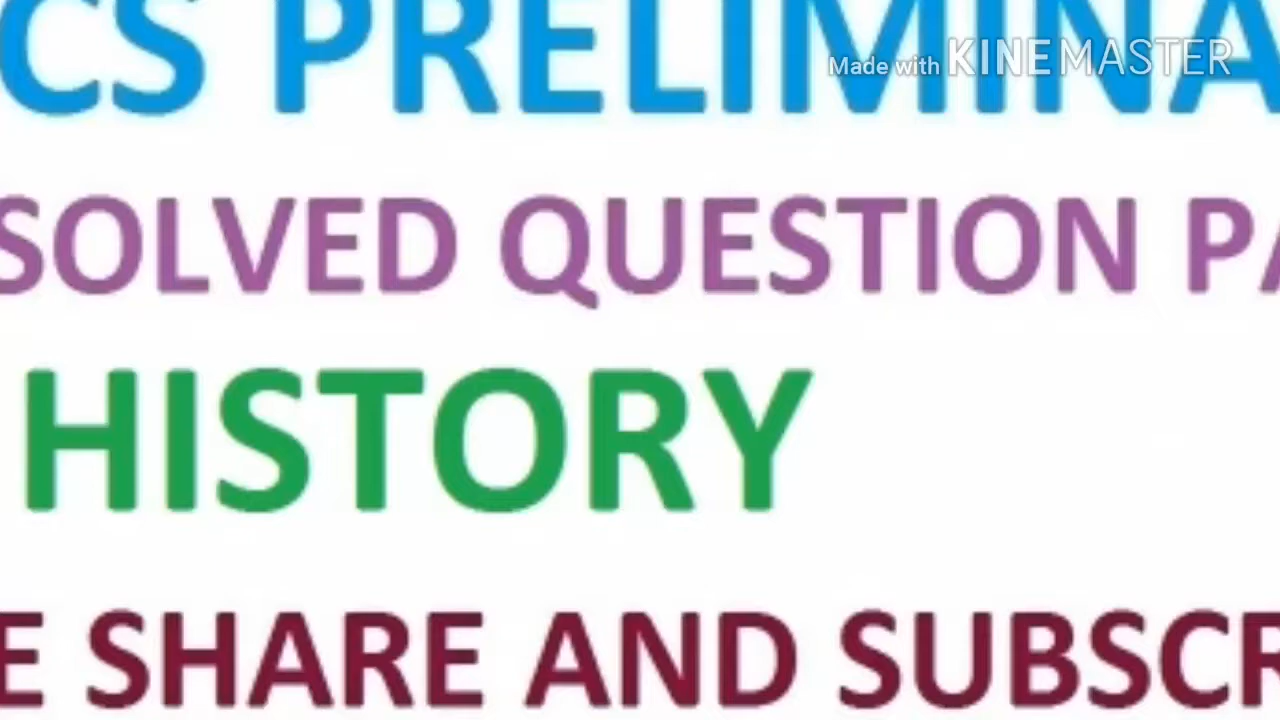 CS PRELIMINA
Made with KINEMASTER
SOLVED QUESTION PA
HISTORY
E SHARE AND SUBSCR